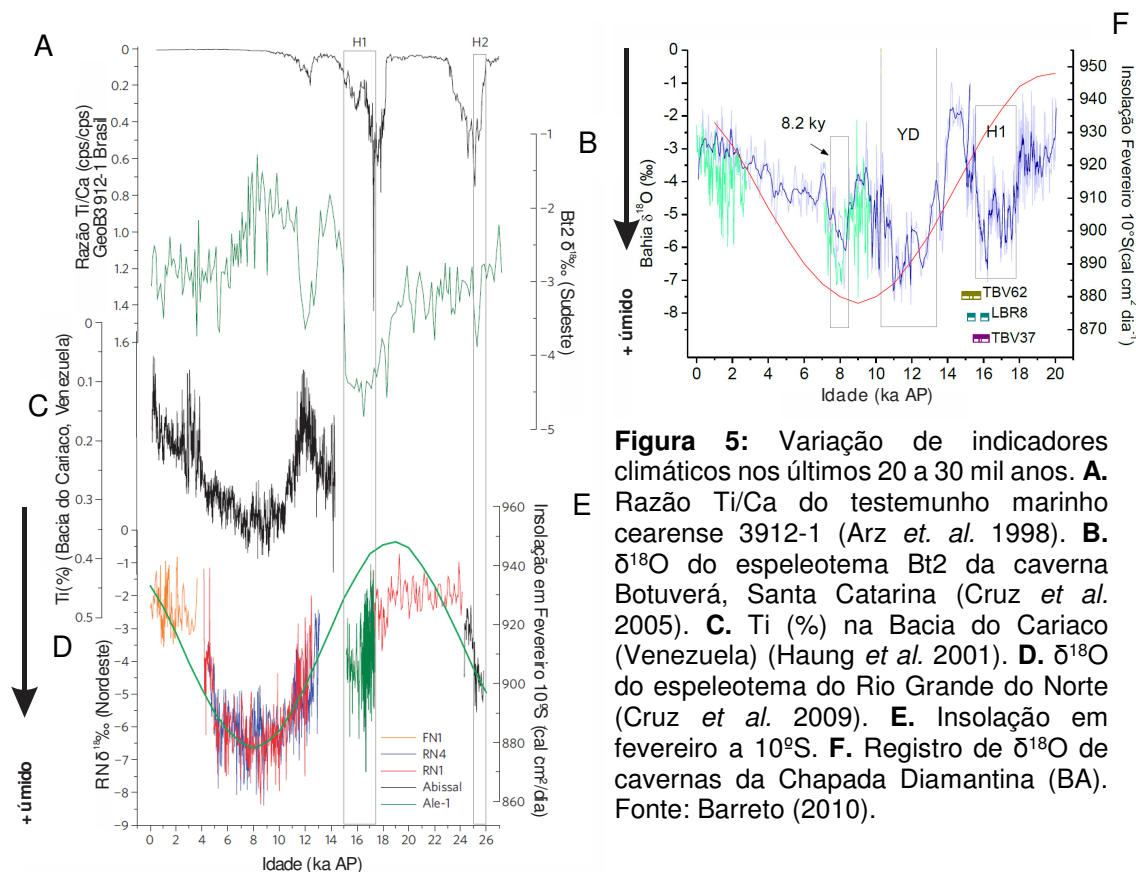 A
H1
H2
0
0.2
0.4
0.6
0.8
1.0
1.2
1.4
1.6
Razão Ti/Ca (cps/cps)
GeoB3912-1 Brasil
B
-1
-2
-3
-4
-5
Bt2 δ¹⁸‰ (Sudeste)
C
0
0.1
0.2
0.3
0.4
0.5
Ti(%) (Bacia do Cariaco, Venezuela)
D
0
-1
-2
-3
-4
-5
-6
-7
-8
-9
RNδ¹⁸‰ (Nordeste)
+ úmido
E
960
940
920
900
880
860
Insolação em Fevereiro 10ºS (cal cm²/dia)
FN1
RN4
RN1
Abissal
Ale-1
0 2 4 6 8 10 12 14 16 18 20 22 24 26
Idade (ka AP)
F
0
-1
-2
-3
-4
-5
-6
-7
-8
Bahia δ¹⁸O (‰)
+ úmido
8.2 ky
YD
H1
TBV62
LBR8
TBV37
950
940
930
920
910
900
890
880
870
Insolação Fevereiro 10°S(cal cm² dia⁻¹)
0 2 4 6 8 10 12 14 16 18 20
Idade (ka AP)
Figura 5: Variação de indicadores
climáticos nos últimos 20 a 30 mil anos. A.
Razão Ti/Ca do testemunho marinho
cearense 3912-1 (Arz et. al. 1998). B.
δ¹⁸O do espeleotema Bt2 da caverna
Botuverá, Santa Catarina (Cruz et al.
2005). C. Ti (%) na Bacia do Cariaco
(Venezuela) (Haung et al. 2001). D. δ¹⁸O
do espeleotema do Rio Grande do Norte
(Cruz et al. 2009). E. Insolação em
fevereiro a 10ºS. F. Registro de δ¹⁸O de
cavernas da Chapada Diamantina (BA).
Fonte: Barreto (2010).